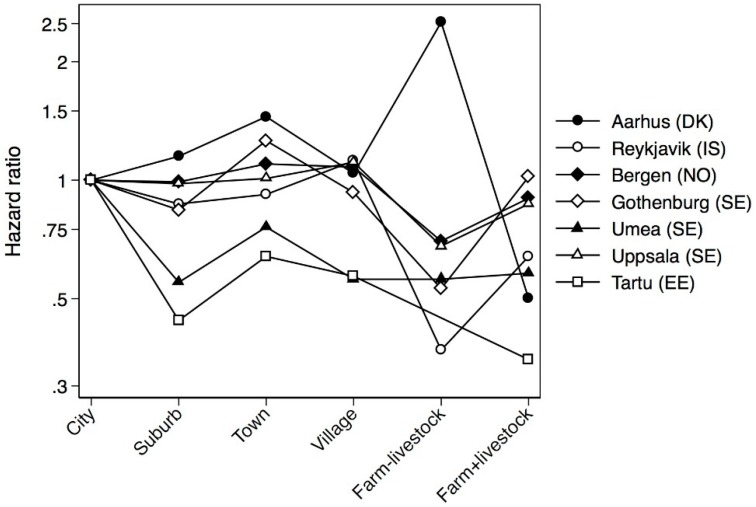 Hazard ratio
2.5
2
1.5
1
.75
.5
.3
City
Suburb
Town
Village
Farm-livestock
Farm+livestock
Aarhus (DK)
Reykjavik (IS)
Bergen (NO)
Gothenburg (SE)
Umea (SE)
Uppsala (SE)
Tartu (EE)